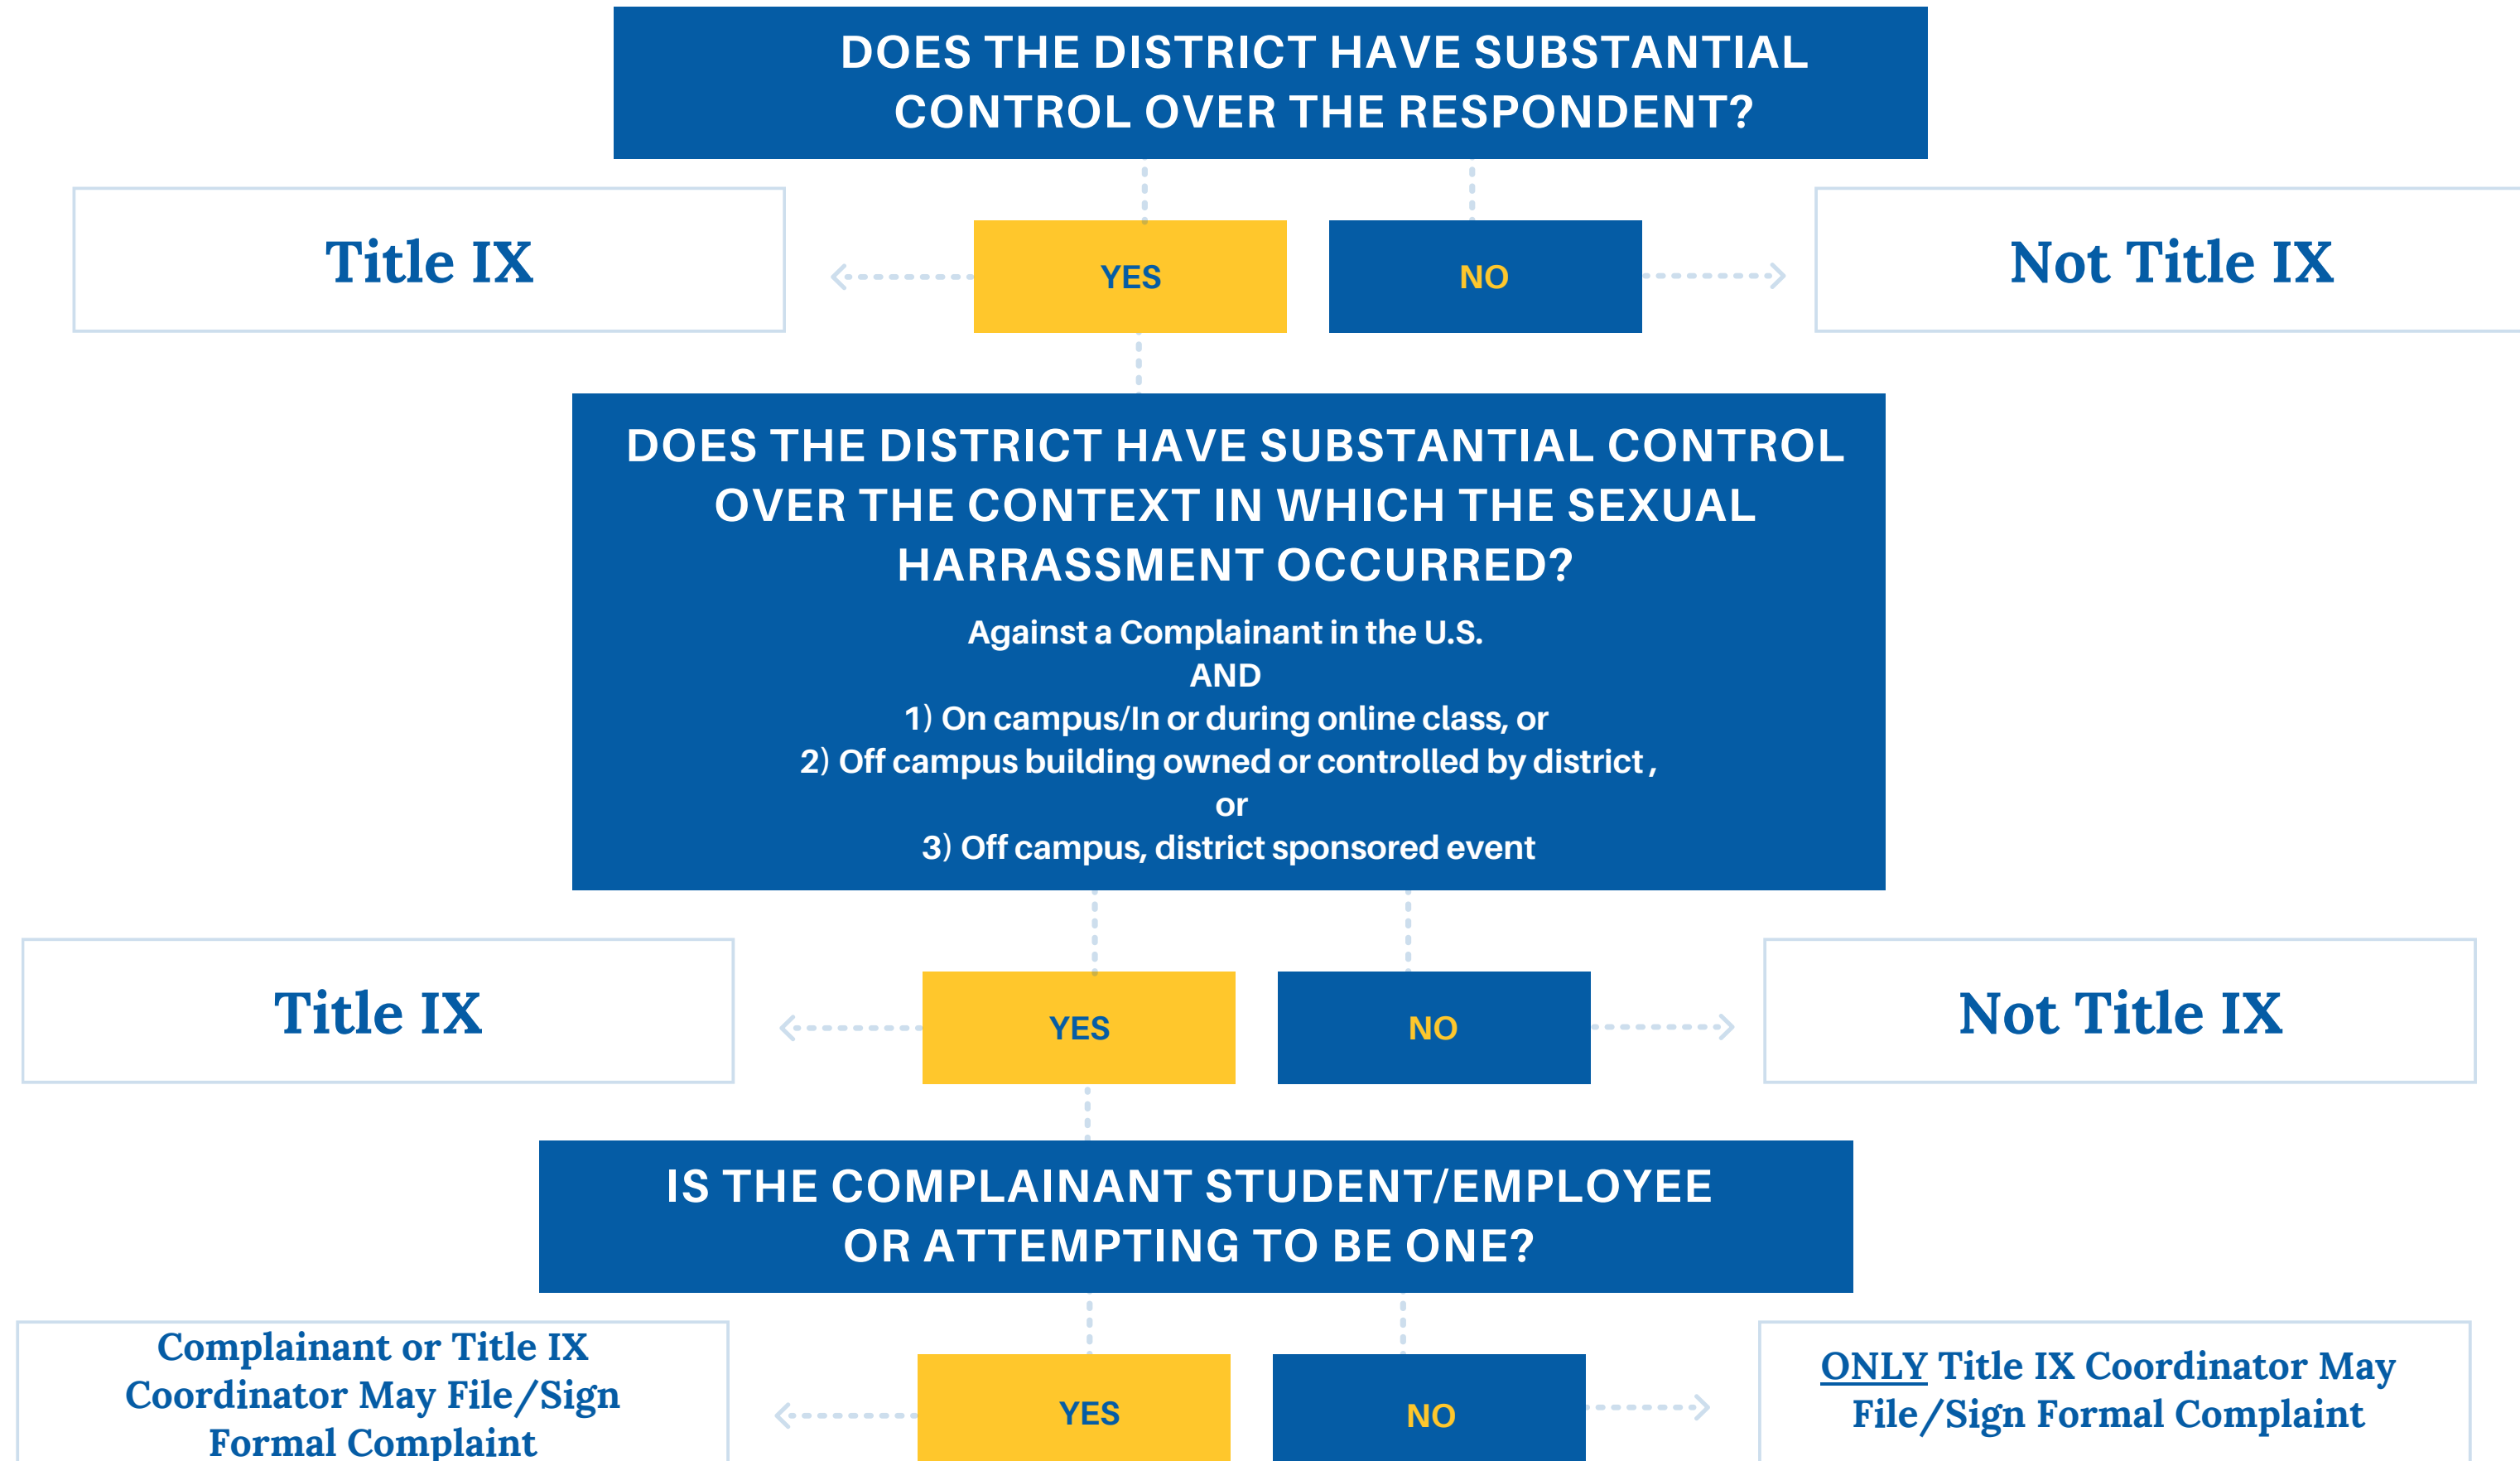 DOES THE DISTRICT HAVE SUBSTANTIAL
CONTROL OVER THE RESPONDENT?
Title IX
YES
NO
Not Title IX
DOES THE DISTRICT HAVE SUBSTANTIAL CONTROL
OVER THE CONTEXT IN WHICH THE SEXUAL
HARRASSMENT OCCURRED?
Against a Complainant in the U.S.
AND
1) On campus/In or during online class, or
2) Off campus building owned or controlled by district ,
or
3) Off campus, district sponsored event
Title IX
YES
NO
Not Title IX
IS THE COMPLAINANT STUDENT/EMPLOYEE
OR ATTEMPTING TO BE ONE?
Complainant or Title IX
Coordinator May File/Sign
Formal Complaint
YES
NO
ONLY Title IX Coordinator May
File/Sign Formal Complaint